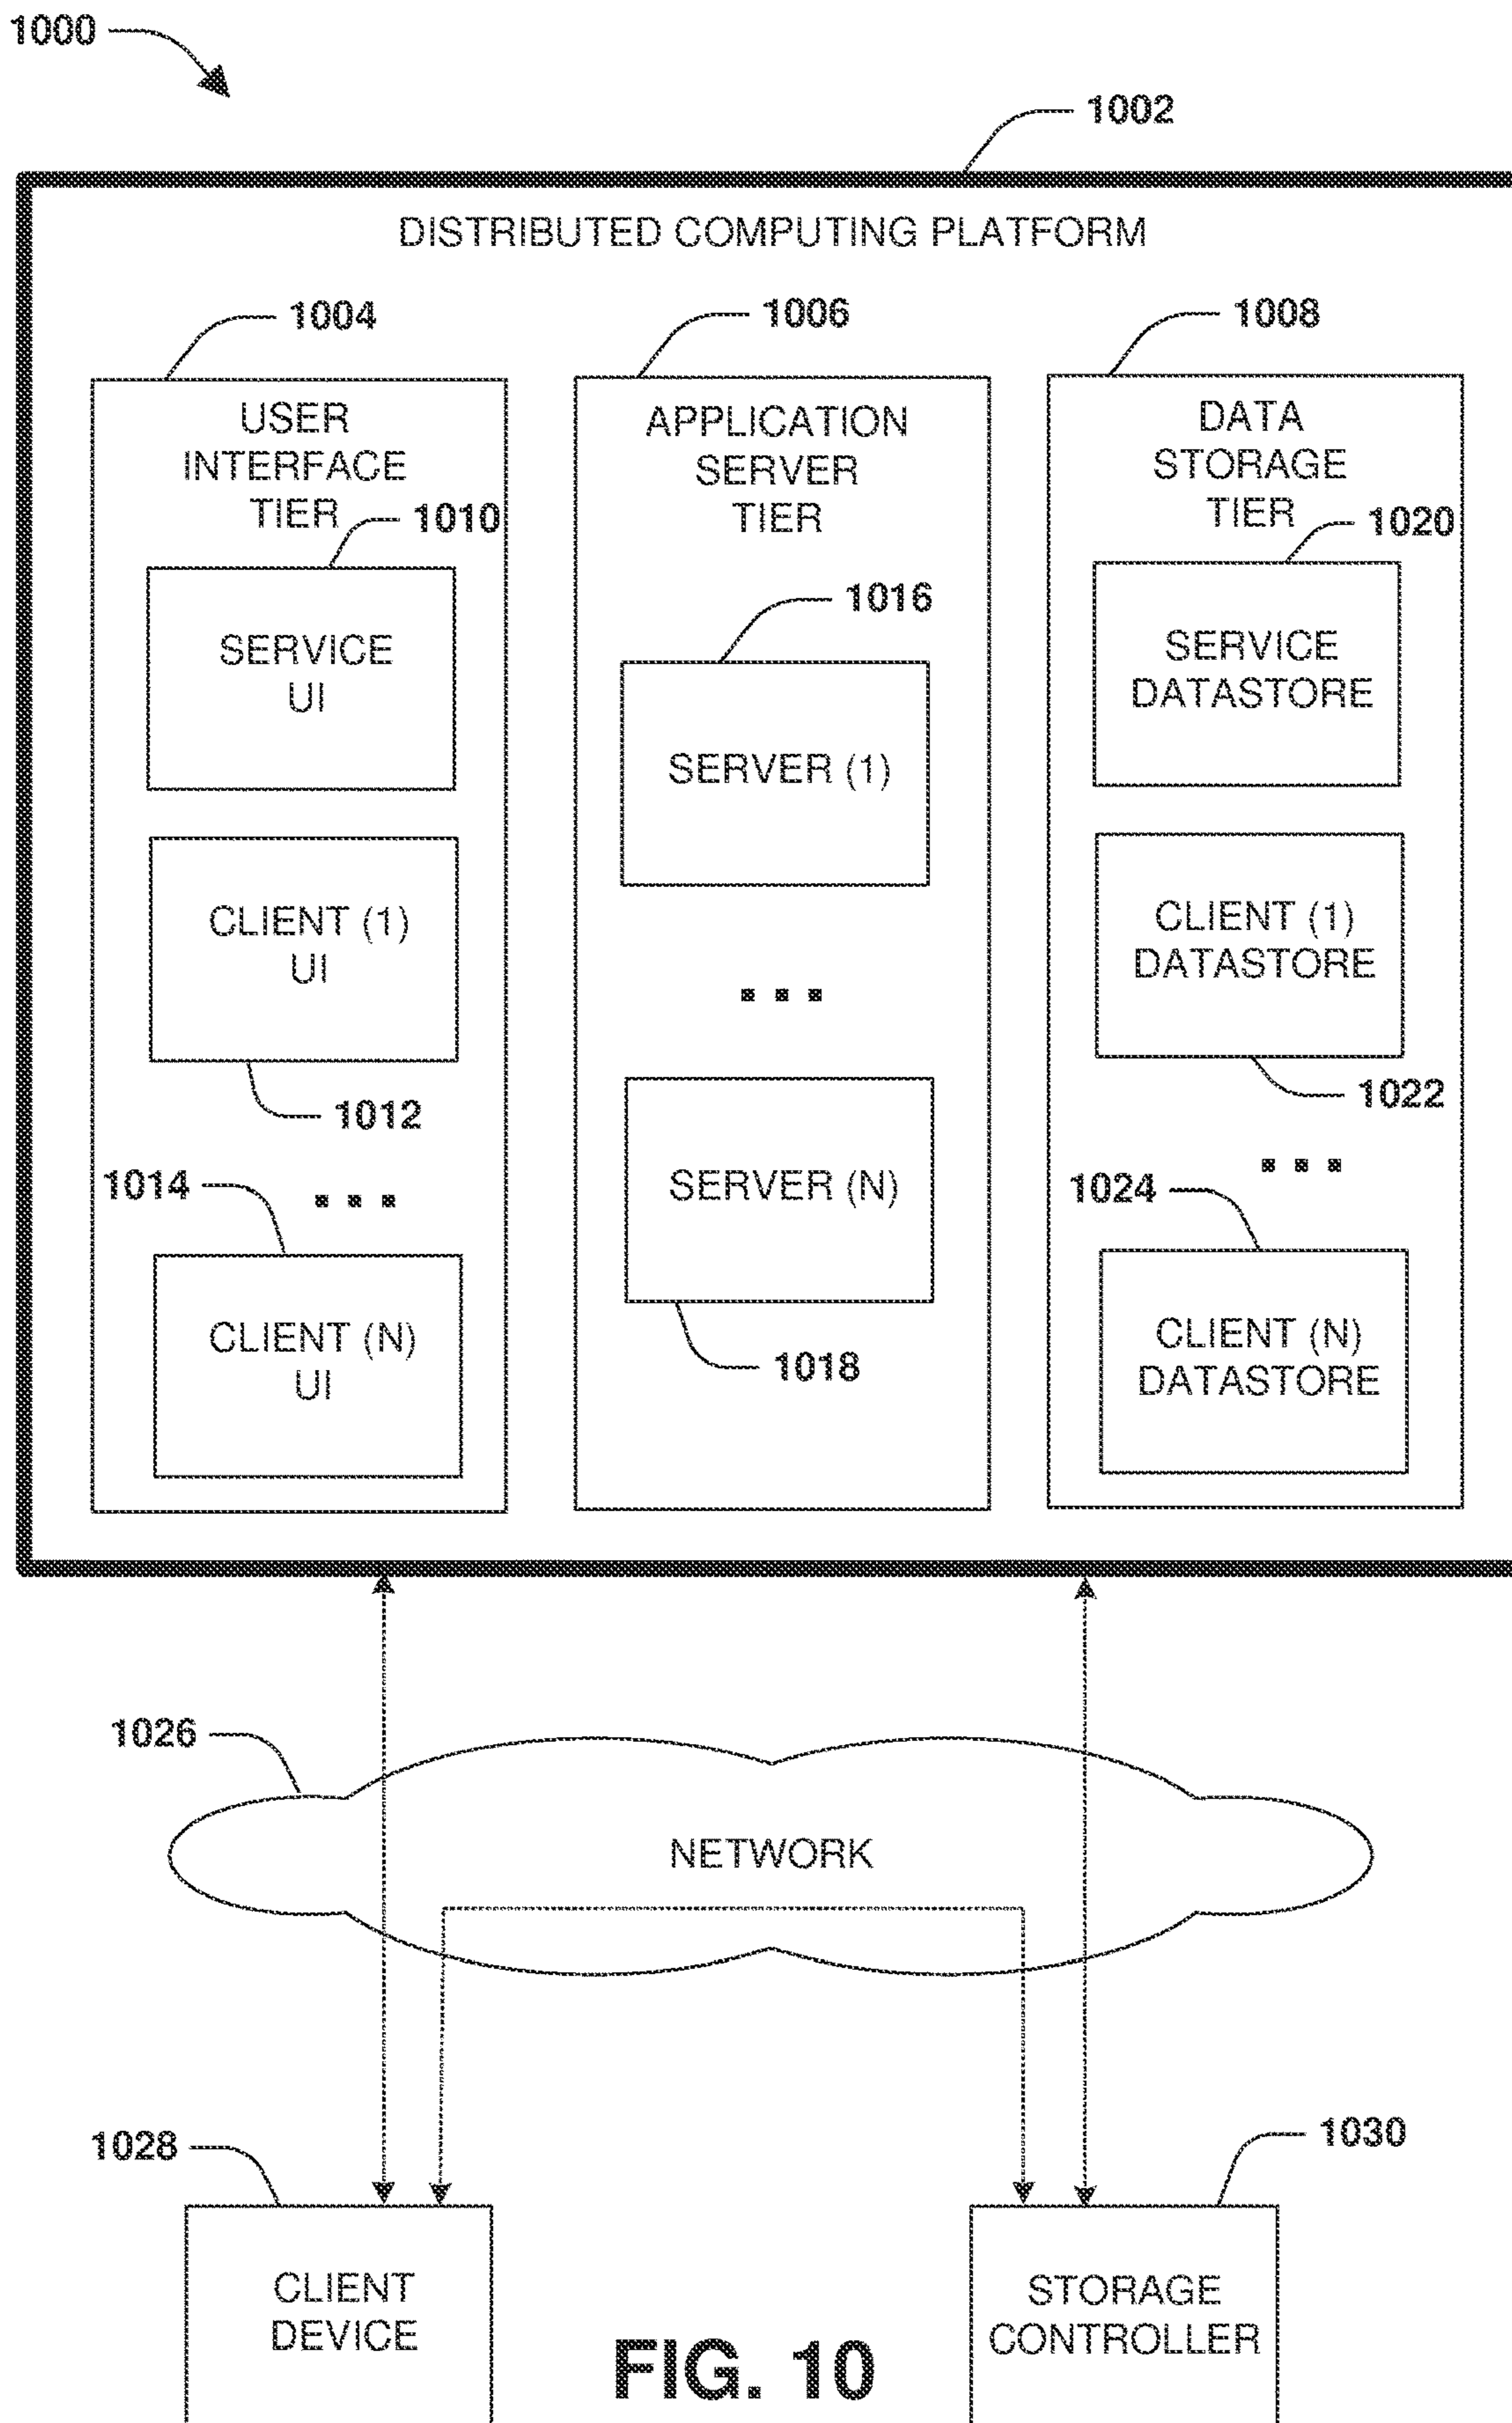 1000
1002
DISTRIBUTED COMPUTING PLATFORM
1004
1006
1008
USER
INTERFACE
TIER
1010
SERVICE
UI
CLIENT (1)
UI
1012
1014
CLIENT (N)
UI
APPLICATION
SERVER
TIER
1016
SERVER (1)
SERVER (N)
1018
DATA
STORAGE
TIER
1020
SERVICE
DATASTORE
CLIENT (1)
DATASTORE
1022
1024
CLIENT (N)
DATASTORE
1026
NETWORK
1028
1030
CLIENT
DEVICE
STORAGE
CONTROLLER
FIG. 10